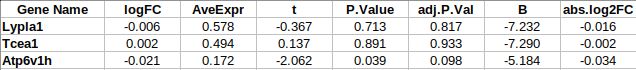 Gene Name logFC AveExpr t P.Value adj.P.Val B abs.log2FC
Lypla1 -0.006 0.578 -0.367 0.713 0.817 -7.232 -0.016
Tcea1 0.002 0.494 0.137 0.891 0.933 -7.290 -0.002
Atp6v1h -0.021 0.172 -2.062 0.039 0.098 -5.184 -0.034